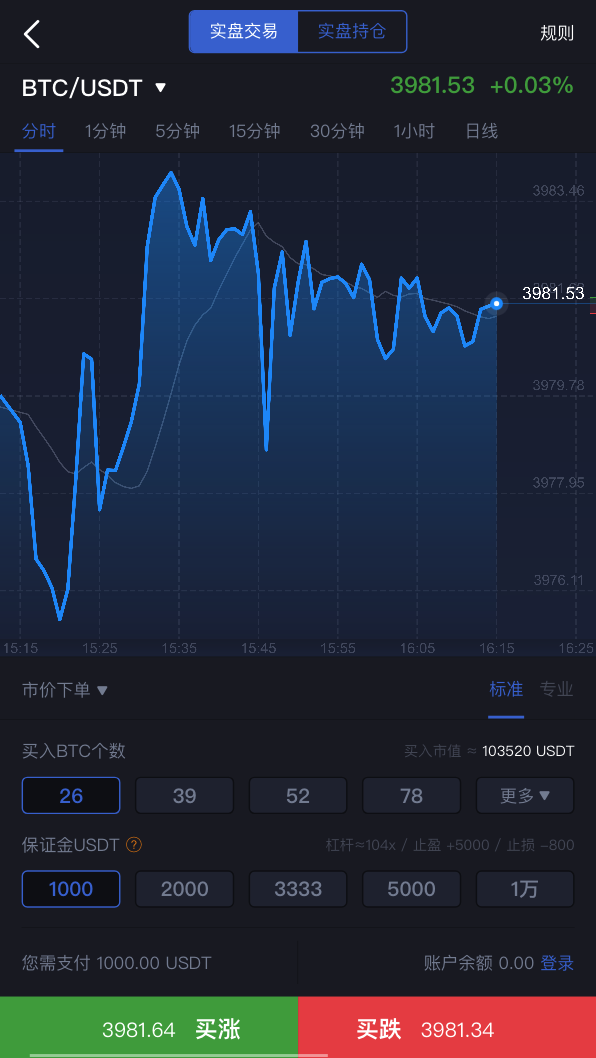 实盘交易 实盘持仓 规则
BTC/USDT ▼ 3981.53 +0.03%
分时 1分钟 5分钟 15分钟 30分钟 1小时 日线
3983.46
3981.53
3979.78
3977.95
3976.11
15:15 15:25 15:35 15:45 15:55 16:05 16:15 16:25
市价下单 ▼ 标准 专业
买入BTC个数 买入市值 ≈ 103520 USDT
26 39 52 78 更多 ▼
保证金USDT ? 杠杆≈104x / 止盈 +5000 / 止损 -800
1000 2000 3333 5000 1万
您需支付 1000.00 USDT 账户余额 0.00 登录
3981.64 买涨 买跌 3981.34